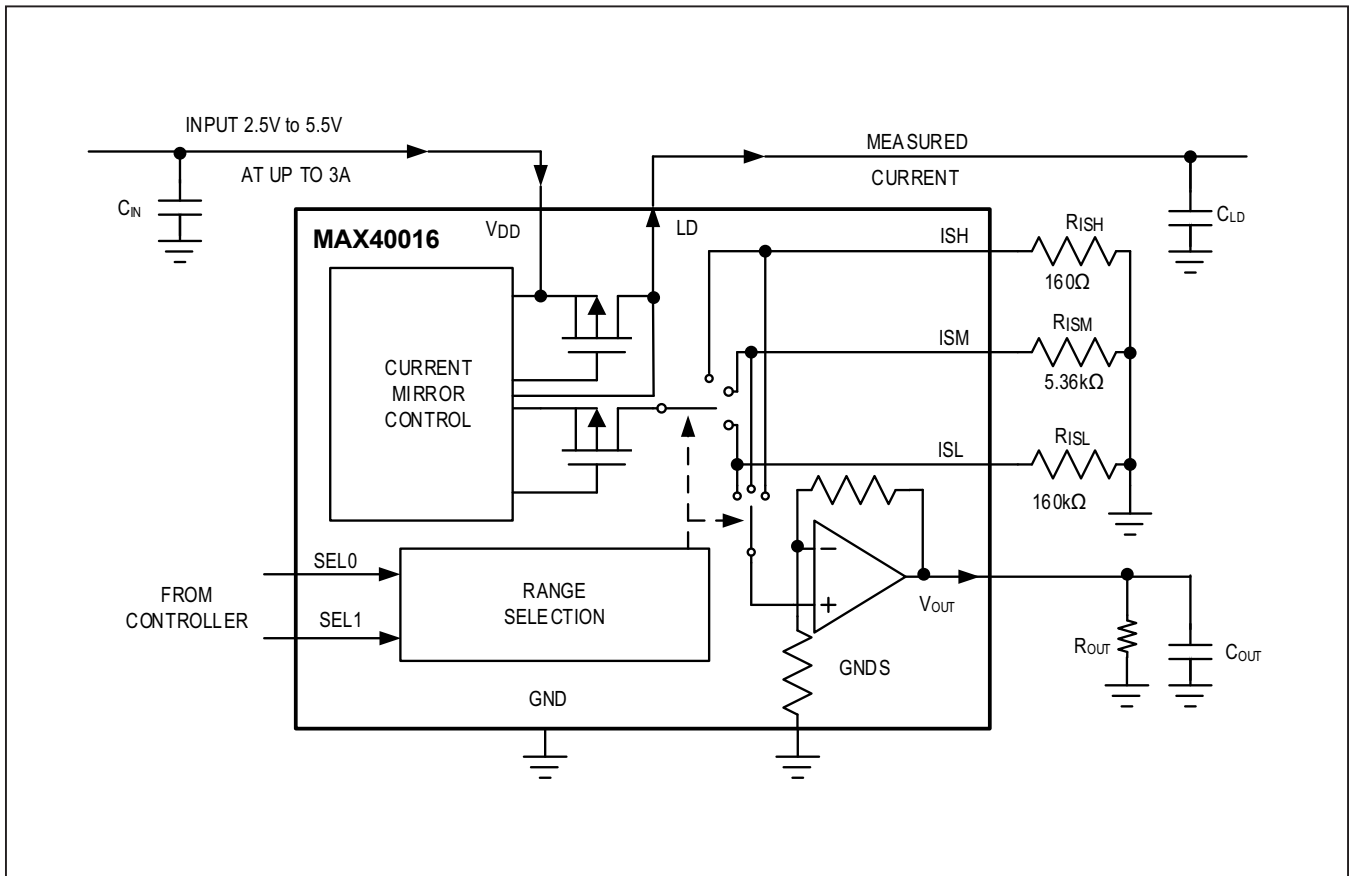 INPUT 2.5V to 5.5V
AT UP TO 3A
CIN
MEASURED
CURRENT
CLD
MAX40016
VDD
LD
ISH
RISH
160Ω
ISM
RISM
5.36kΩ
ISL
RISL
160kΩ
CURRENT
MIRROR
CONTROL
FROM
CONTROLLER
SEL0
SEL1
RANGE
SELECTION
−
+
VOUT
GNDS
GND
ROUT
COUT